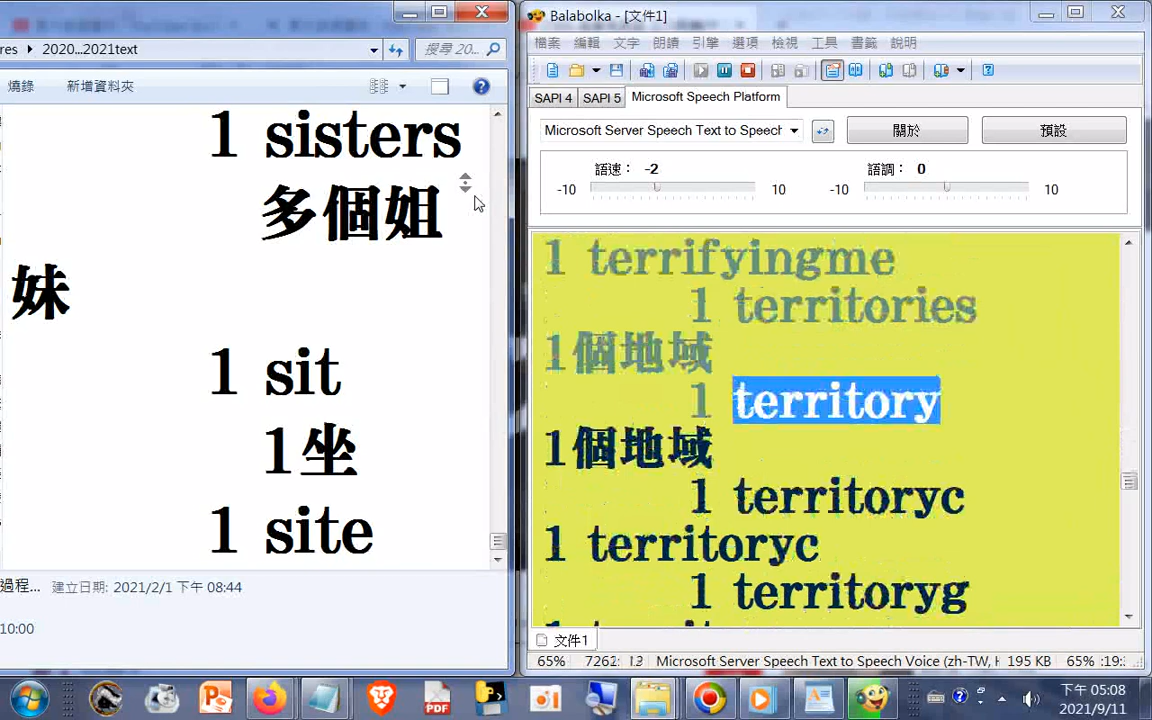 res ▸ 2020...2021text
搜尋 20...
燒錄 新增資料夾
1 sisters
多個姐
妹
1 sit
1坐
1 site
過程... 建立日期: 2021/2/1 下午 08:44
10:00
Balabolka - [文件1]
檔案 編輯 文字 朗讀 引擎 選項 檢視 工具 書籤 說明
SAPI 4 SAPI 5 Microsoft Speech Platform
Microsoft Server Speech Text to Speech
關於 預設
語速： -2 語調： 0
-10 10 -10 10
1 terrifyingme
1 territories
1個地域
1 territory
1個地域
1 territoryc
1 territoryc
1 territoryg
文件1
65% 7262: Microsoft Server Speech Text to Speech Voice (zh-TW, H 195 KB 65%
PDF
下午 05:08
2021/9/11